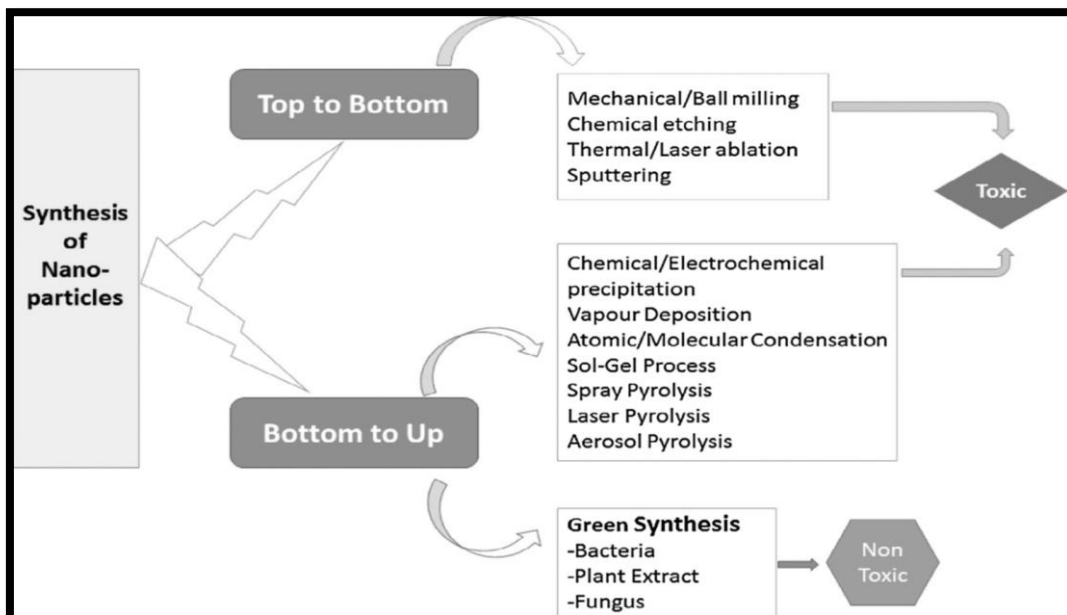 Synthesis
of
Nano-
particles
Top to Bottom
Mechanical/Ball milling
Chemical etching
Thermal/Laser ablation
Sputtering
Toxic
Chemical/Electrochemical
precipitation
Vapour Deposition
Atomic/Molecular Condensation
Sol-Gel Process
Spray Pyrolysis
Laser Pyrolysis
Aerosol Pyrolysis
Bottom to Up
Green Synthesis
-Bacteria
-Plant Extract
-Fungus
Non
Toxic